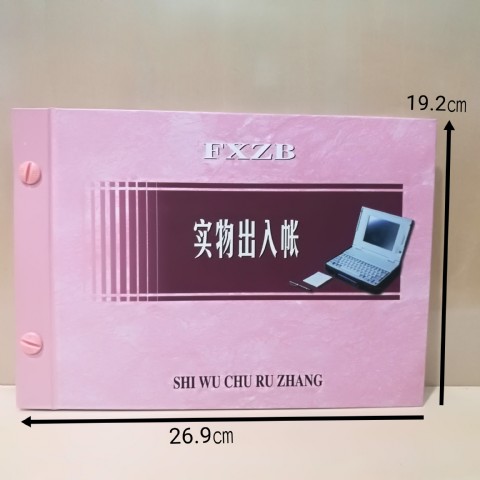 19.2cm
FXZB
实物出入帐
SHI WU CHU RU ZHANG
26.9cm